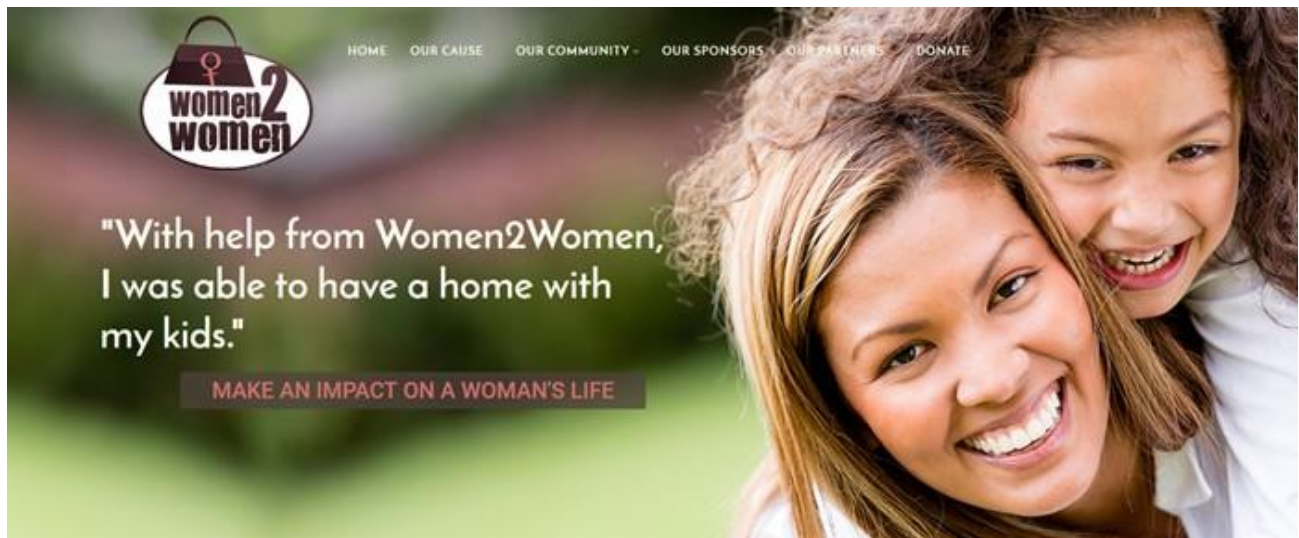 women2
women
HOME OUR CAUSE OUR COMMUNITY OUR SPONSORS OUR PARTNERS DONATE
"With help from Women2Women,
I was able to have a home with
my kids."
MAKE AN IMPACT ON A WOMAN'S LIFE